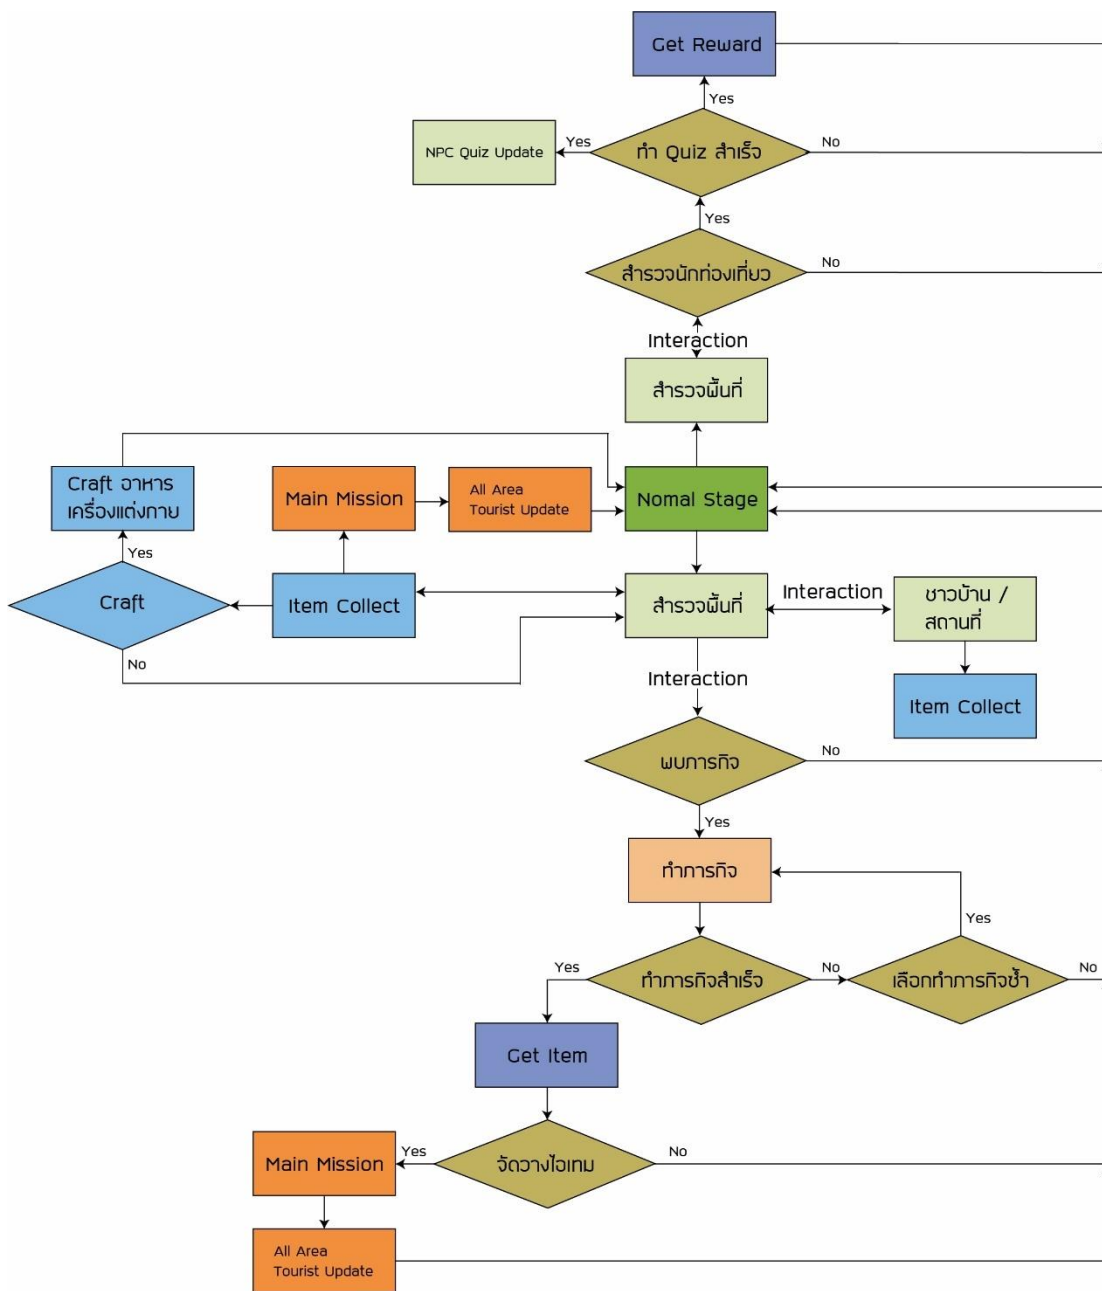 Get Reward
Yes
NPC Quiz Update
Yes
ทำ Quiz สำเร็จ
No
Yes
สำรวจนักท่องเที่ยว
No
Interaction
สำรวจพื้นที่
Craft อาหาร
เครื่องแต่งกาย
Main Mission
All Area
Tourist Update
Nomal Stage
Yes
Craft
Item Collect
สำรวจพื้นที่
Interaction
ชาวบ้าน /
สถานที่
No
Interaction
Item Collect
พบภารกิจ
No
Yes
ทำภารกิจ
Yes
Yes
ทำภารกิจสำเร็จ
No
เลือกทำภารกิจซ้ำ
No
Get Item
Main Mission
Yes
จัดวางไอเทม
No
All Area
Tourist Update